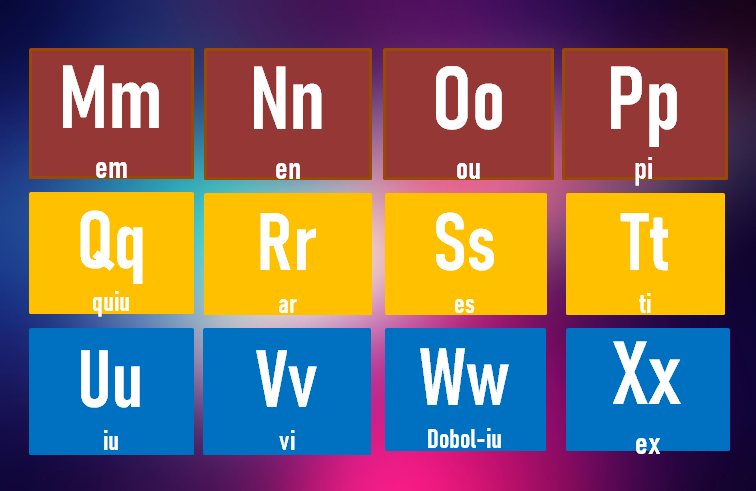 Mm
em
Nn
en
Oo
ou
Pp
pi
Qq
quiu
Rr
ar
Ss
es
Tt
ti
Uu
iu
Vv
vi
Ww
Dobol-iu
Xx
ex